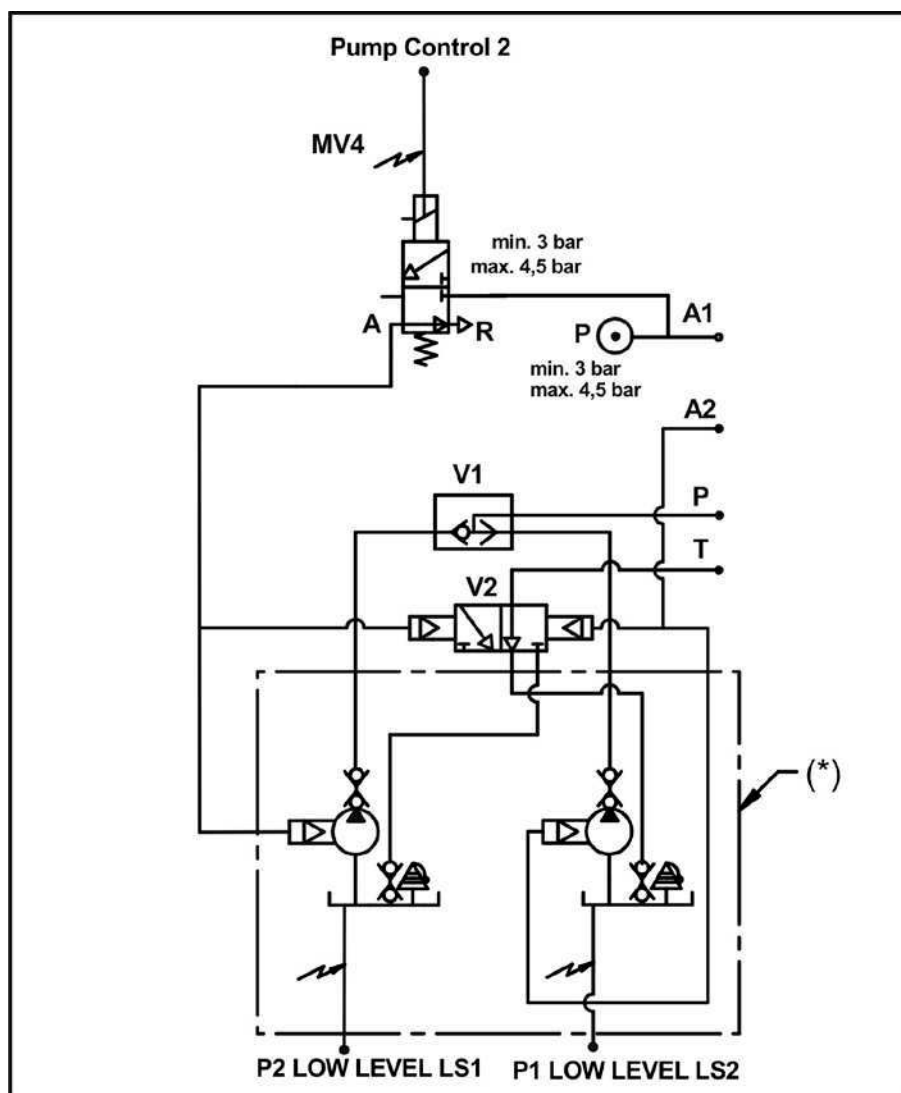 Pump Control 2
MV4
min. 3 bar
max. 4,5 bar
A
R
P
A1
min. 3 bar
max. 4,5 bar
A2
V1
P
T
V2
(*)
P2 LOW LEVEL LS1
P1 LOW LEVEL LS2